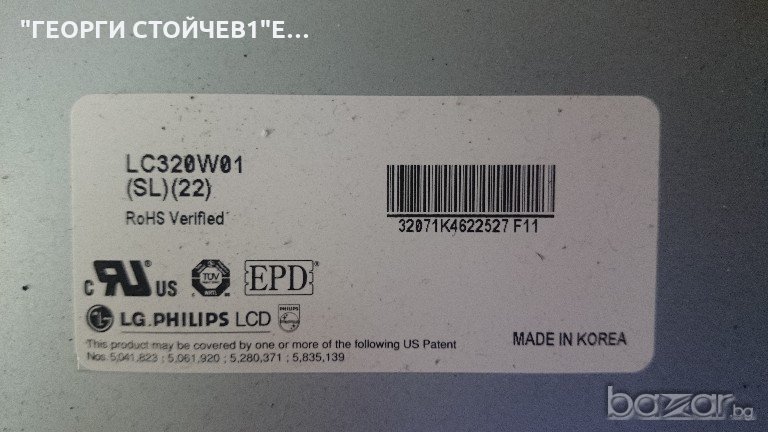 "ГЕОРГИ СТОЙЧЕВ1"Е...
LC320W01
(SL)(22)
RoHS Verified
32071K4622527 F11
c RU US
TÜV
EPD
LG.PHILIPS LCD
PHILIPS
MADE IN KOREA
This product may be covered by one or more of the following US Patent
Nos. 5,041,823 ; 5,061,920 ; 5,280,371 ; 5,835,139
bazar.bg